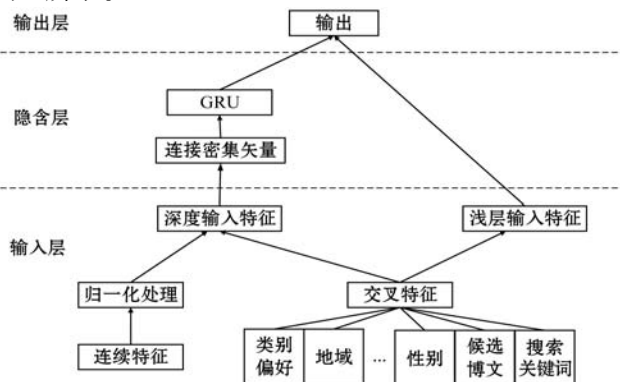 输出层
输出
GRU
隐含层
连接密集矢量
深度输入特征
浅层输入特征
输入层
归一化处理
交叉特征
连续特征
类别
偏好
地域
...
性别
候选
博文
搜索
关键词